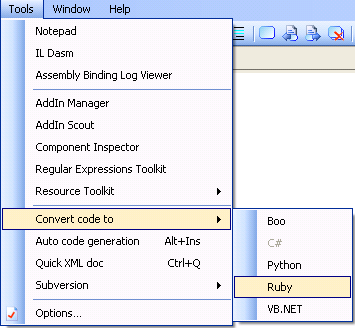 Tools Window Help
Notepad
IL Dasm
Assembly Binding Log Viewer
AddIn Manager
AddIn Scout
Component Inspector
Regular Expressions Toolkit
Resource Toolkit
Convert code to
Boo
Auto code generation Alt+Ins
C#
Quick XML doc Ctrl+Q
Python
Subversion
Ruby
Options...
VB.NET